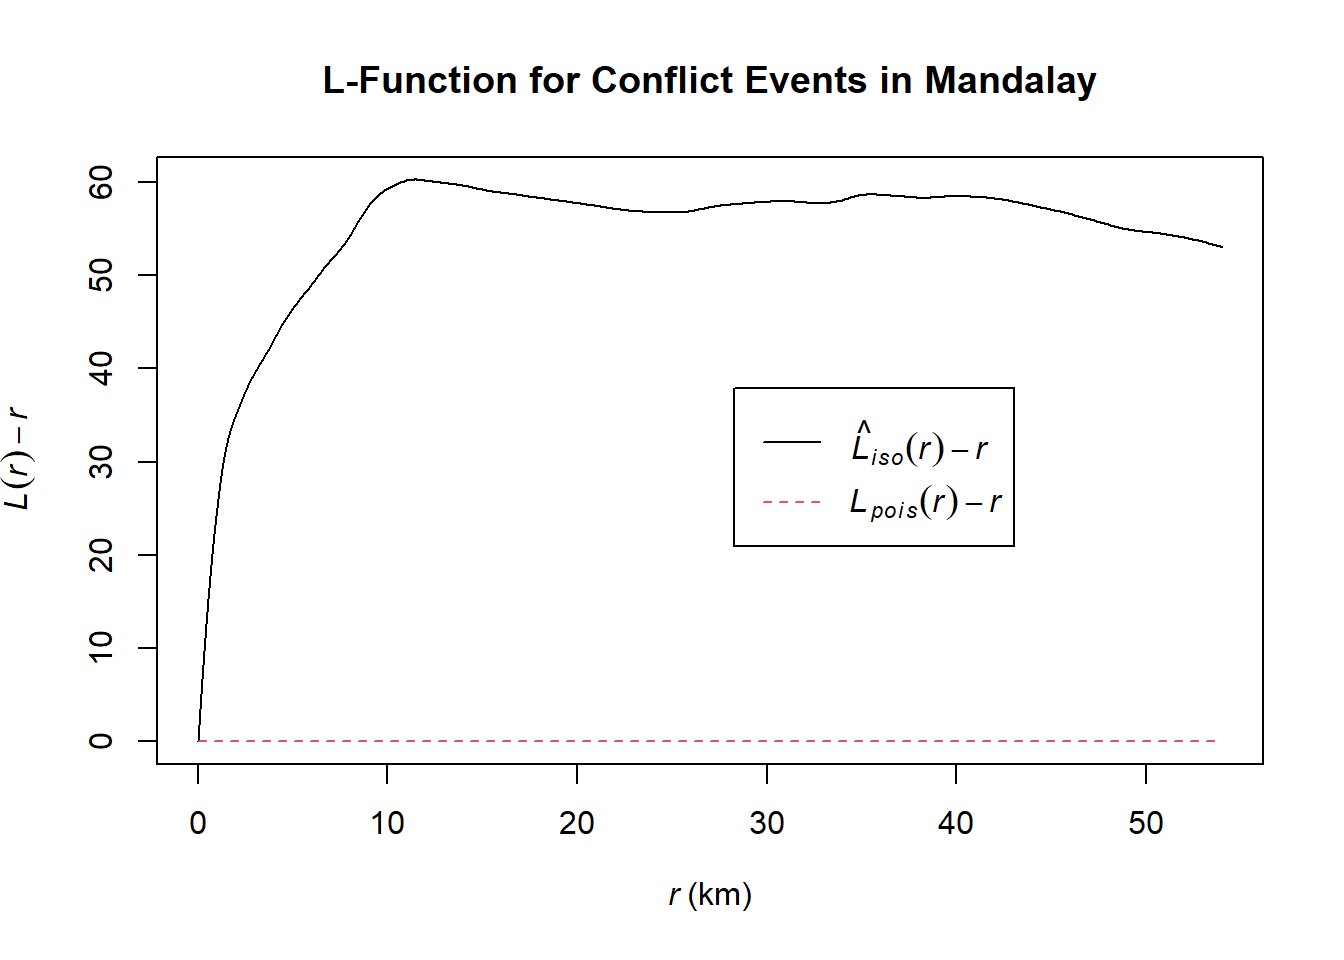 L-Function for Conflict Events in Mandalay
L(r) − r
60
50
40
30
20
10
0
L̂iso(r) − r
Lpois(r) − r
0 10 20 30 40 50
r (km)